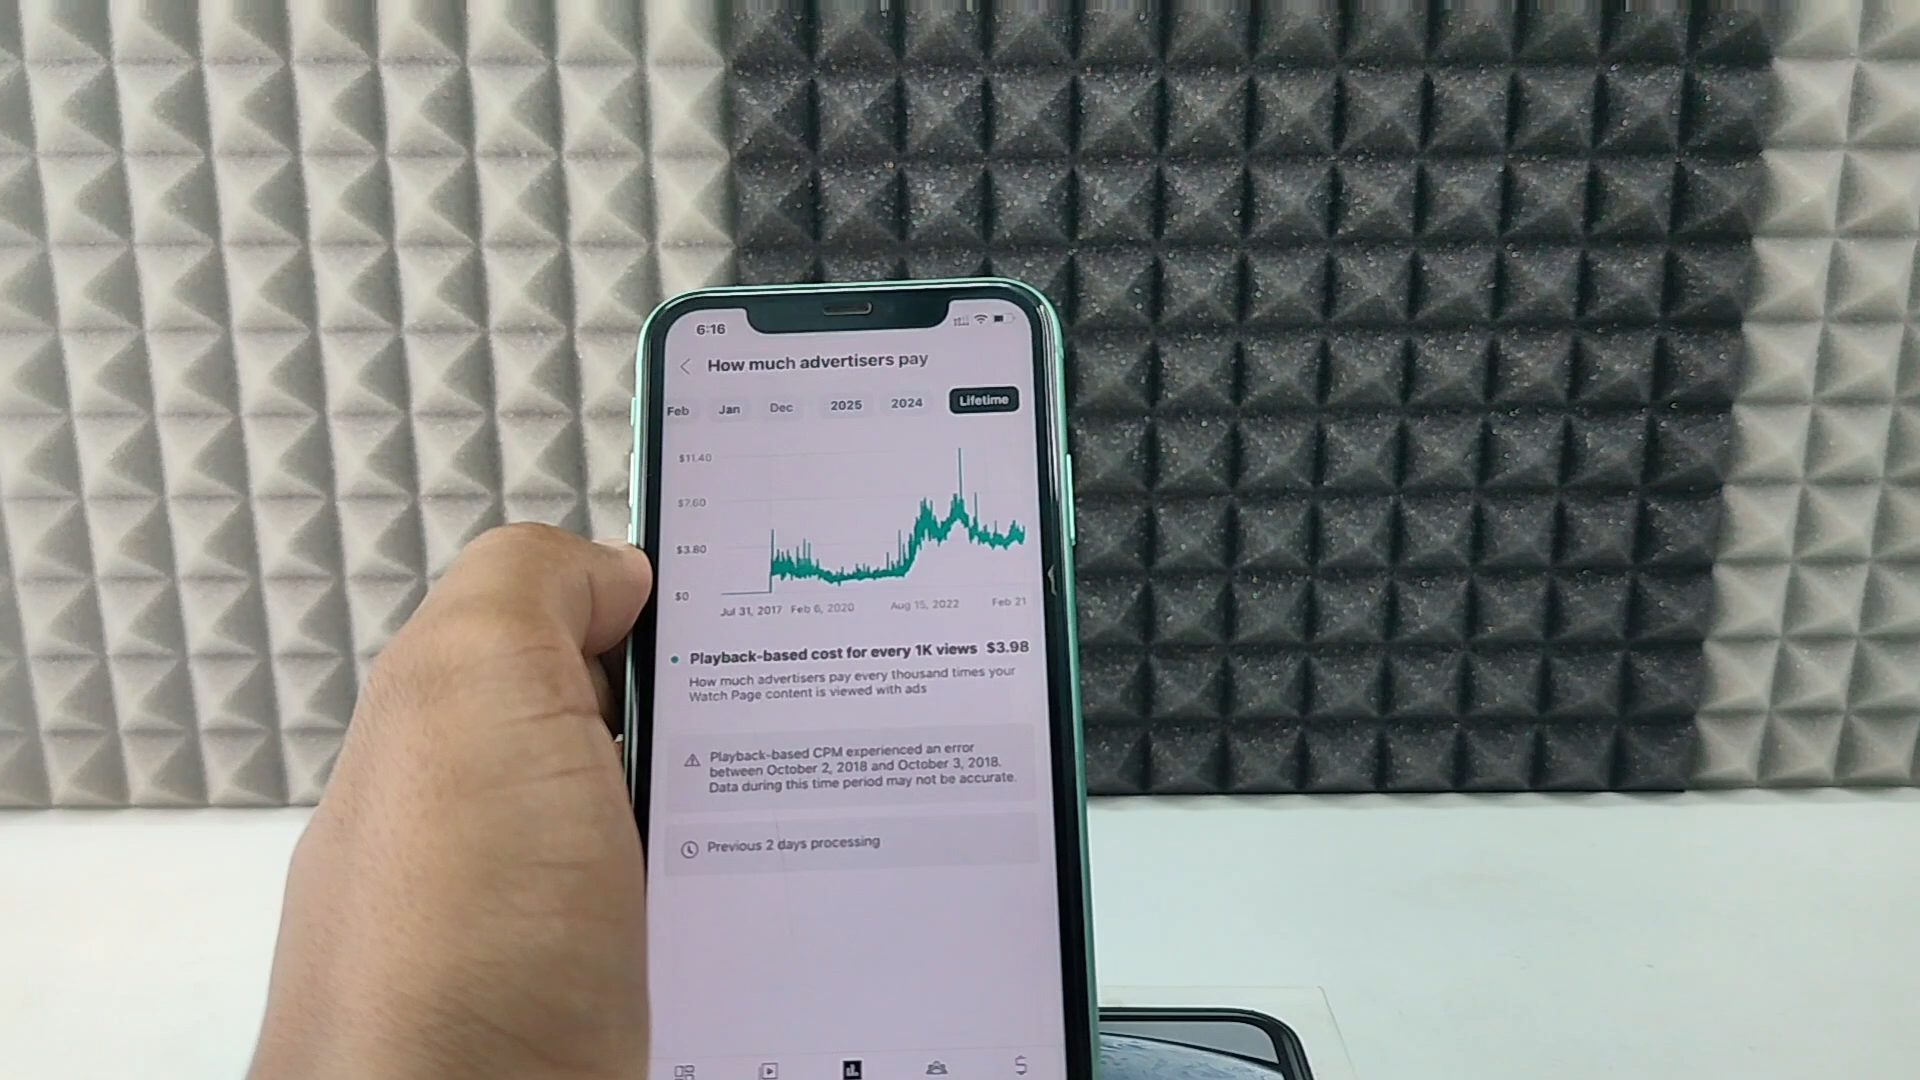 6:16
How much advertisers pay
Feb Jan Dec 2025 2024 Lifetime
$11.40
$7.60
$3.80
$0
Jul 31, 2017 Feb 6, 2020 Aug 15, 2022 Feb 21
Playback-based cost for every 1K views $3.98
How much advertisers pay every thousand times your
Watch Page content is viewed with ads
Playback-based CPM experienced an error
between October 2, 2018 and October 3, 2018.
Data during this time period may not be accurate.
Previous 2 days processing